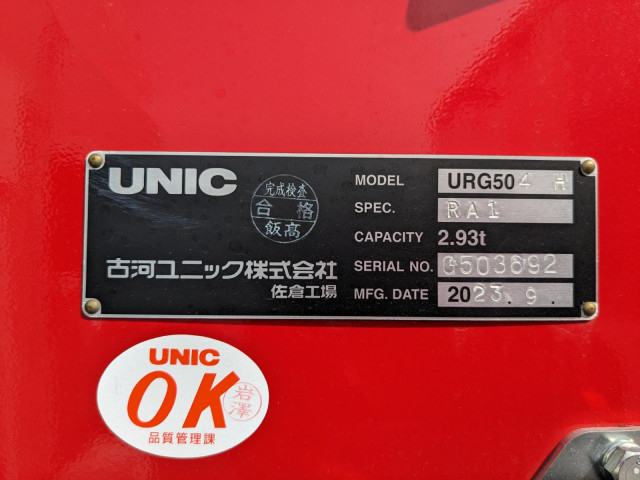 UNIC
完成検査
合格
飯高
古河ユニック株式会社
佐倉工場
MODEL URG504 H
SPEC. RA1
CAPACITY 2.93t
SERIAL NO. G503692
MFG. DATE 2023.9.
UNIC
OK
岩澤
品質管理課